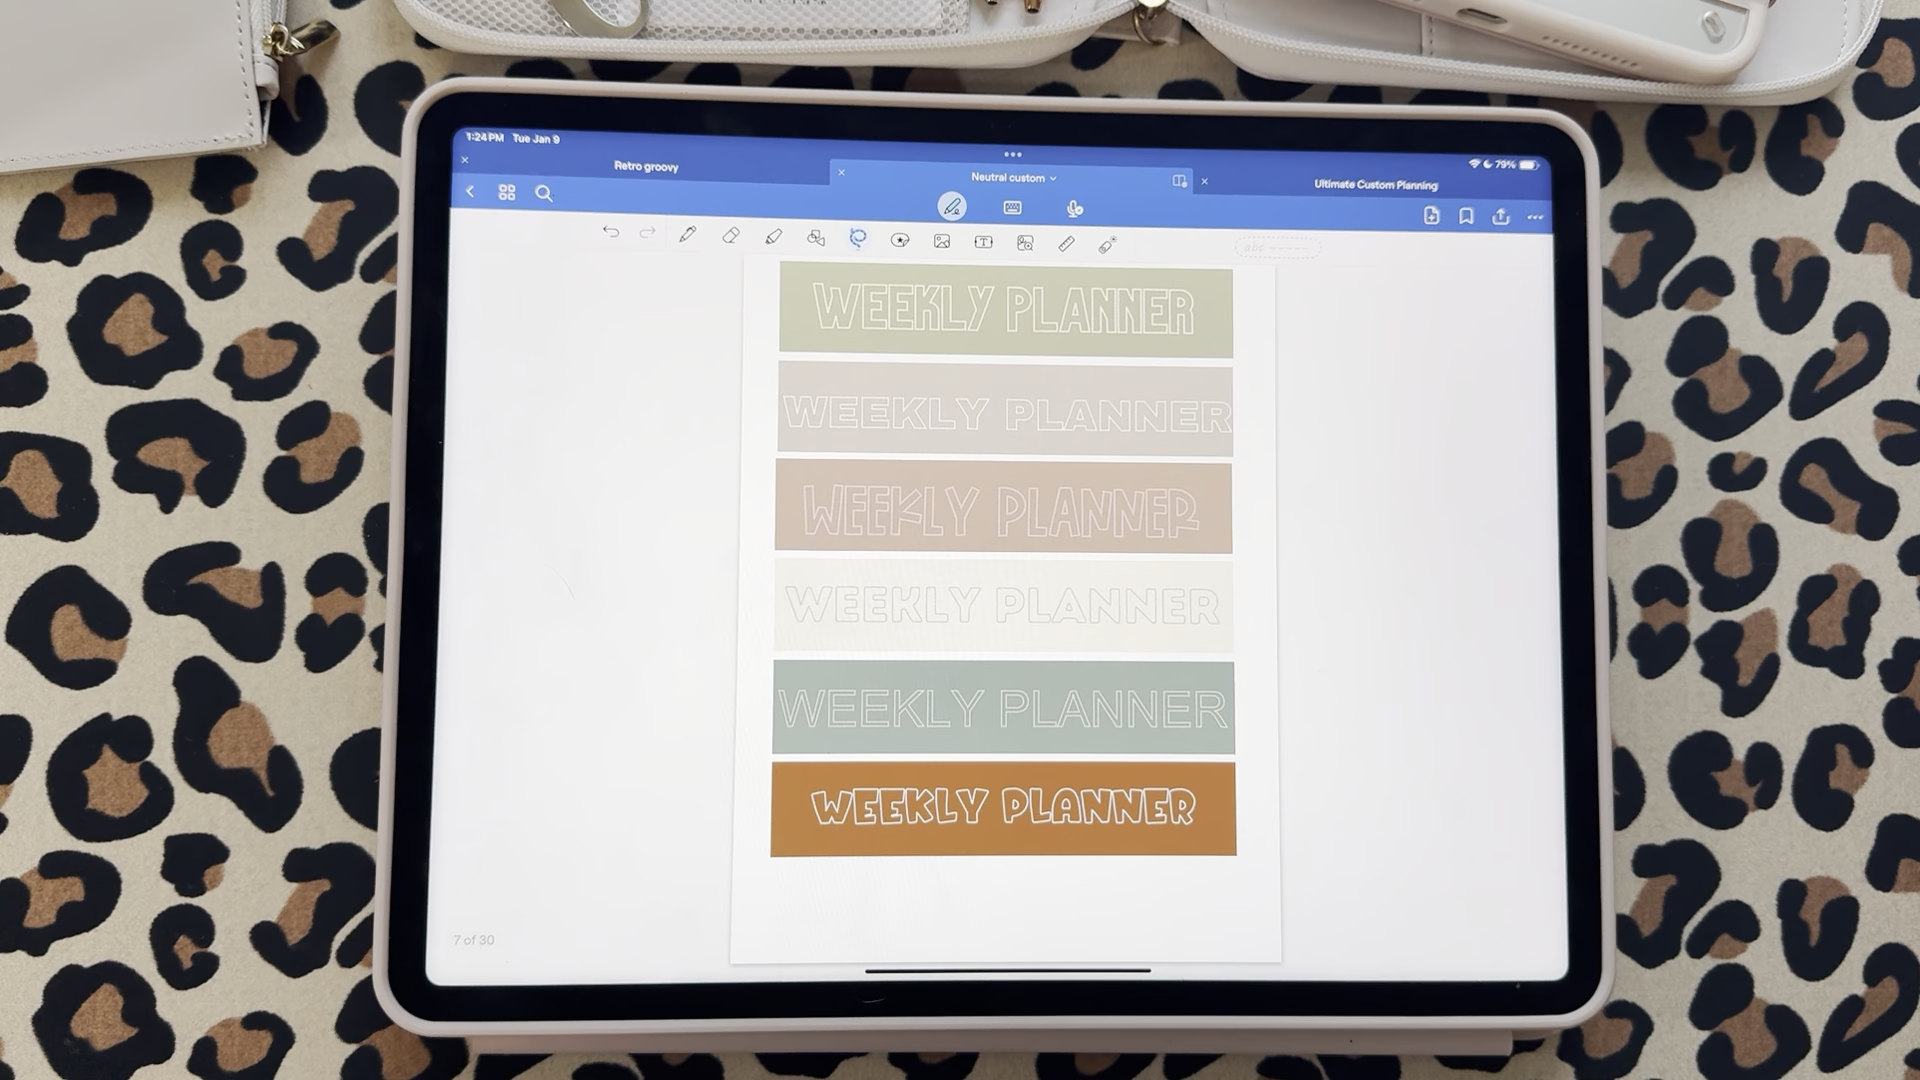 1:24 PM Tue Jan 9
79%
Retro groovy
Neutral custom
Ultimate Custom Planning
abc
WEEKLY PLANNER
WEEKLY PLANNER
WEEKLY PLANNER
WEEKLY PLANNER
WEEKLY PLANNER
WEEKLY PLANNER
7 of 30